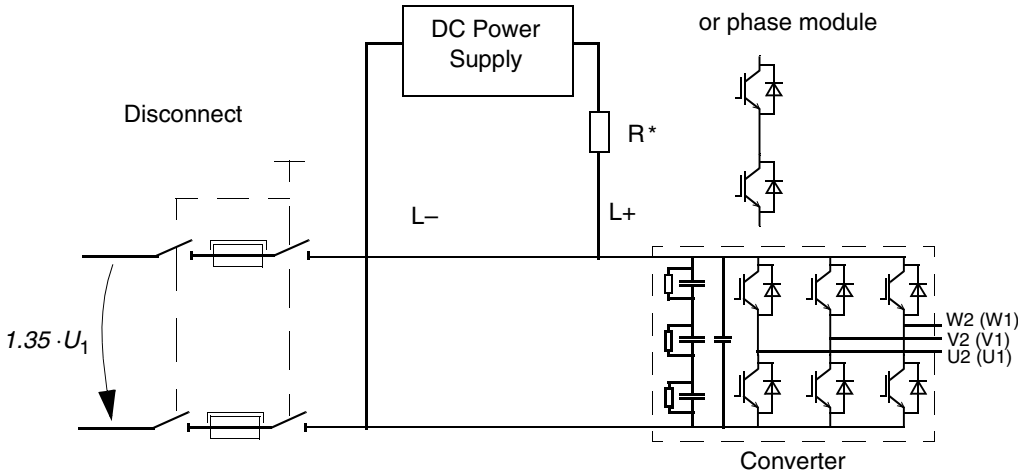 DC Power
Supply
or phase module
Disconnect
R*
L–
L+
1.35 · U1
W2 (W1)
V2 (V1)
U2 (U1)
Converter